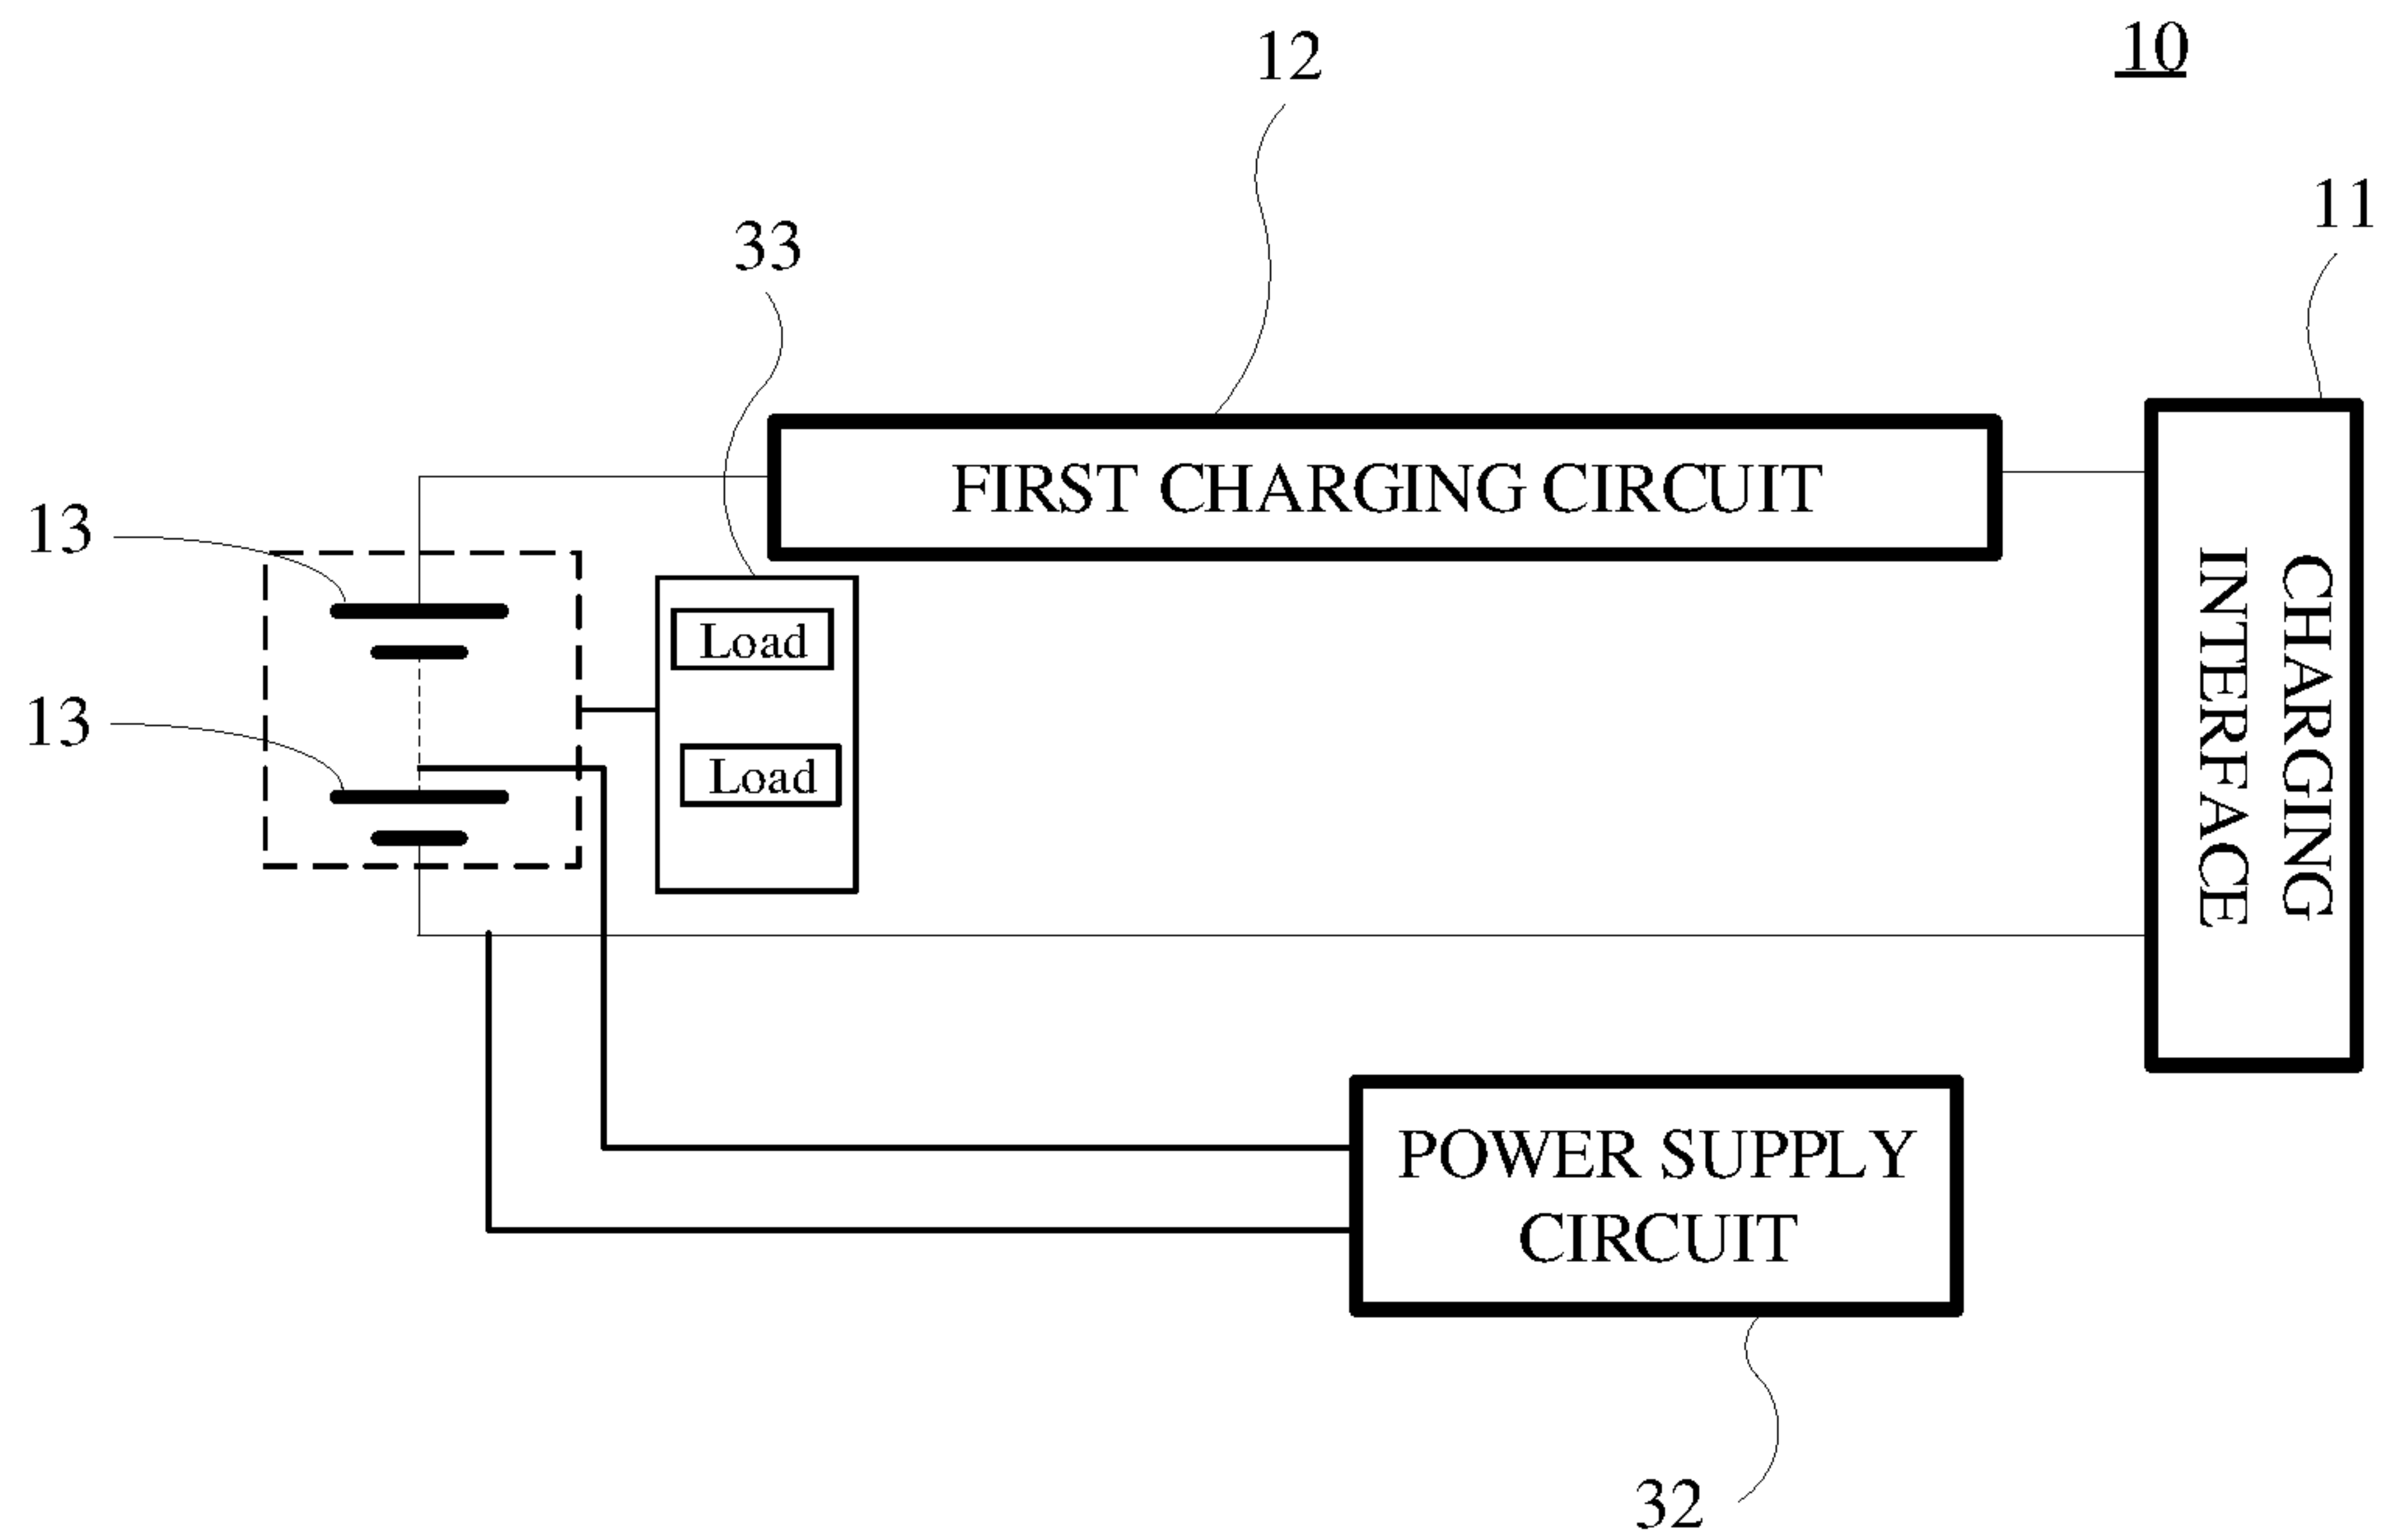 10
12
11
33
FIRST CHARGING CIRCUIT
13
Load
CHARGING
INTERFACE
13
Load
POWER SUPPLY
CIRCUIT
32